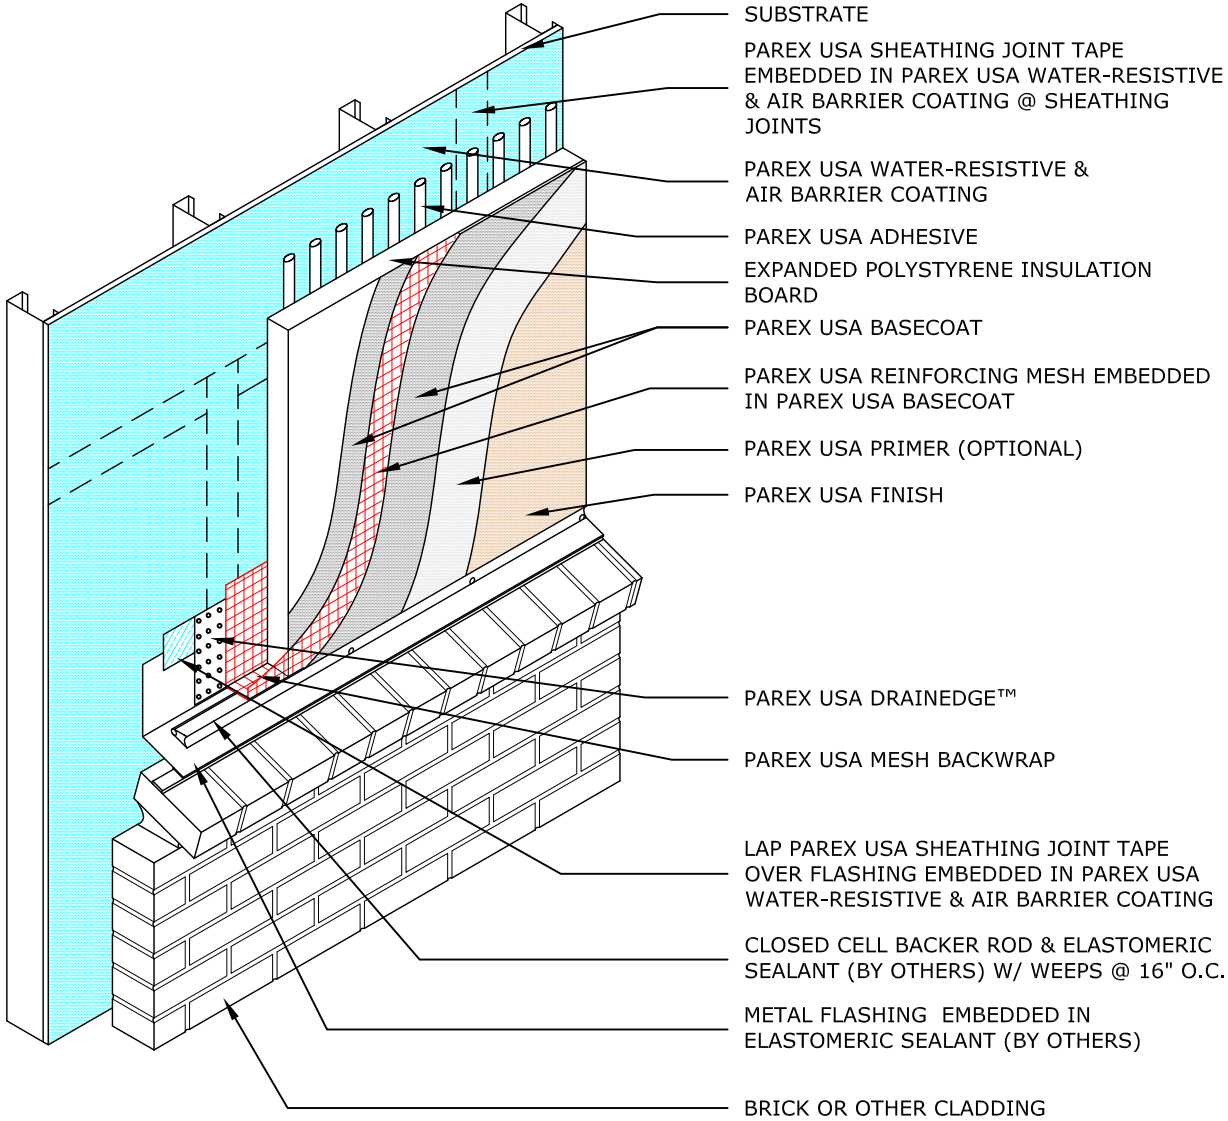 SUBSTRATE
PAREX USA SHEATHING JOINT TAPE
EMBEDDED IN PAREX USA WATER-RESISTIVE
& AIR BARRIER COATING @ SHEATHING
JOINTS
PAREX USA WATER-RESISTIVE &
AIR BARRIER COATING
PAREX USA ADHESIVE
EXPANDED POLYSTYRENE INSULATION
BOARD
PAREX USA BASECOAT
PAREX USA REINFORCING MESH EMBEDDED
IN PAREX USA BASECOAT
PAREX USA PRIMER (OPTIONAL)
PAREX USA FINISH
PAREX USA DRAINEDGE™
PAREX USA MESH BACKWRAP
LAP PAREX USA SHEATHING JOINT TAPE
OVER FLASHING EMBEDDED IN PAREX USA
WATER-RESISTIVE & AIR BARRIER COATING
CLOSED CELL BACKER ROD & ELASTOMERIC
SEALANT (BY OTHERS) W/ WEEPS @ 16" O.C.
METAL FLASHING EMBEDDED IN
ELASTOMERIC SEALANT (BY OTHERS)
BRICK OR OTHER CLADDING